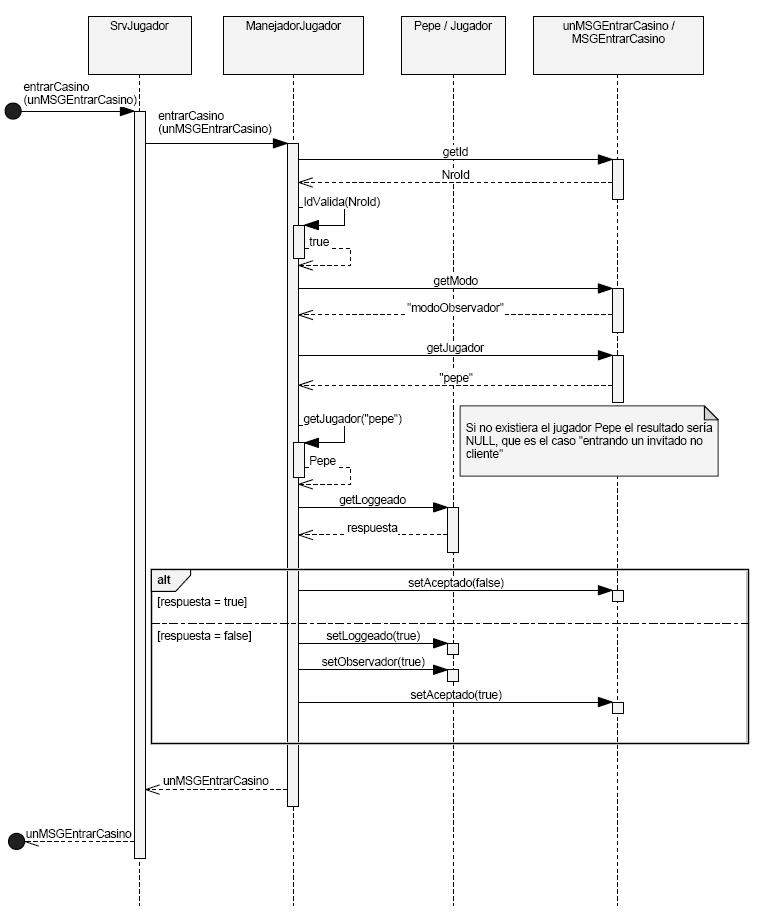 SrvJugador
ManejadorJugador
Pepe / Jugador
unMSGEntrarCasino /
MSGEntrarCasino
entrarCasino
(unMSGEntrarCasino)
entrarCasino
(unMSGEntrarCasino)
getId
NroId
IdValida(NroId)
true
getModo
"modoObservador"
getJugador
"pepe"
getJugador("pepe")
Si no existiera el jugador Pepe el resultado sería
NULL, que es el caso "entrando un invitado no
cliente"
Pepe
getLoggeado
respuesta
alt
setAceptado(false)
[respuesta = true]
[respuesta = false]
setLoggeado(true)
setObservador(true)
setAceptado(true)
unMSGEntrarCasino
unMSGEntrarCasino